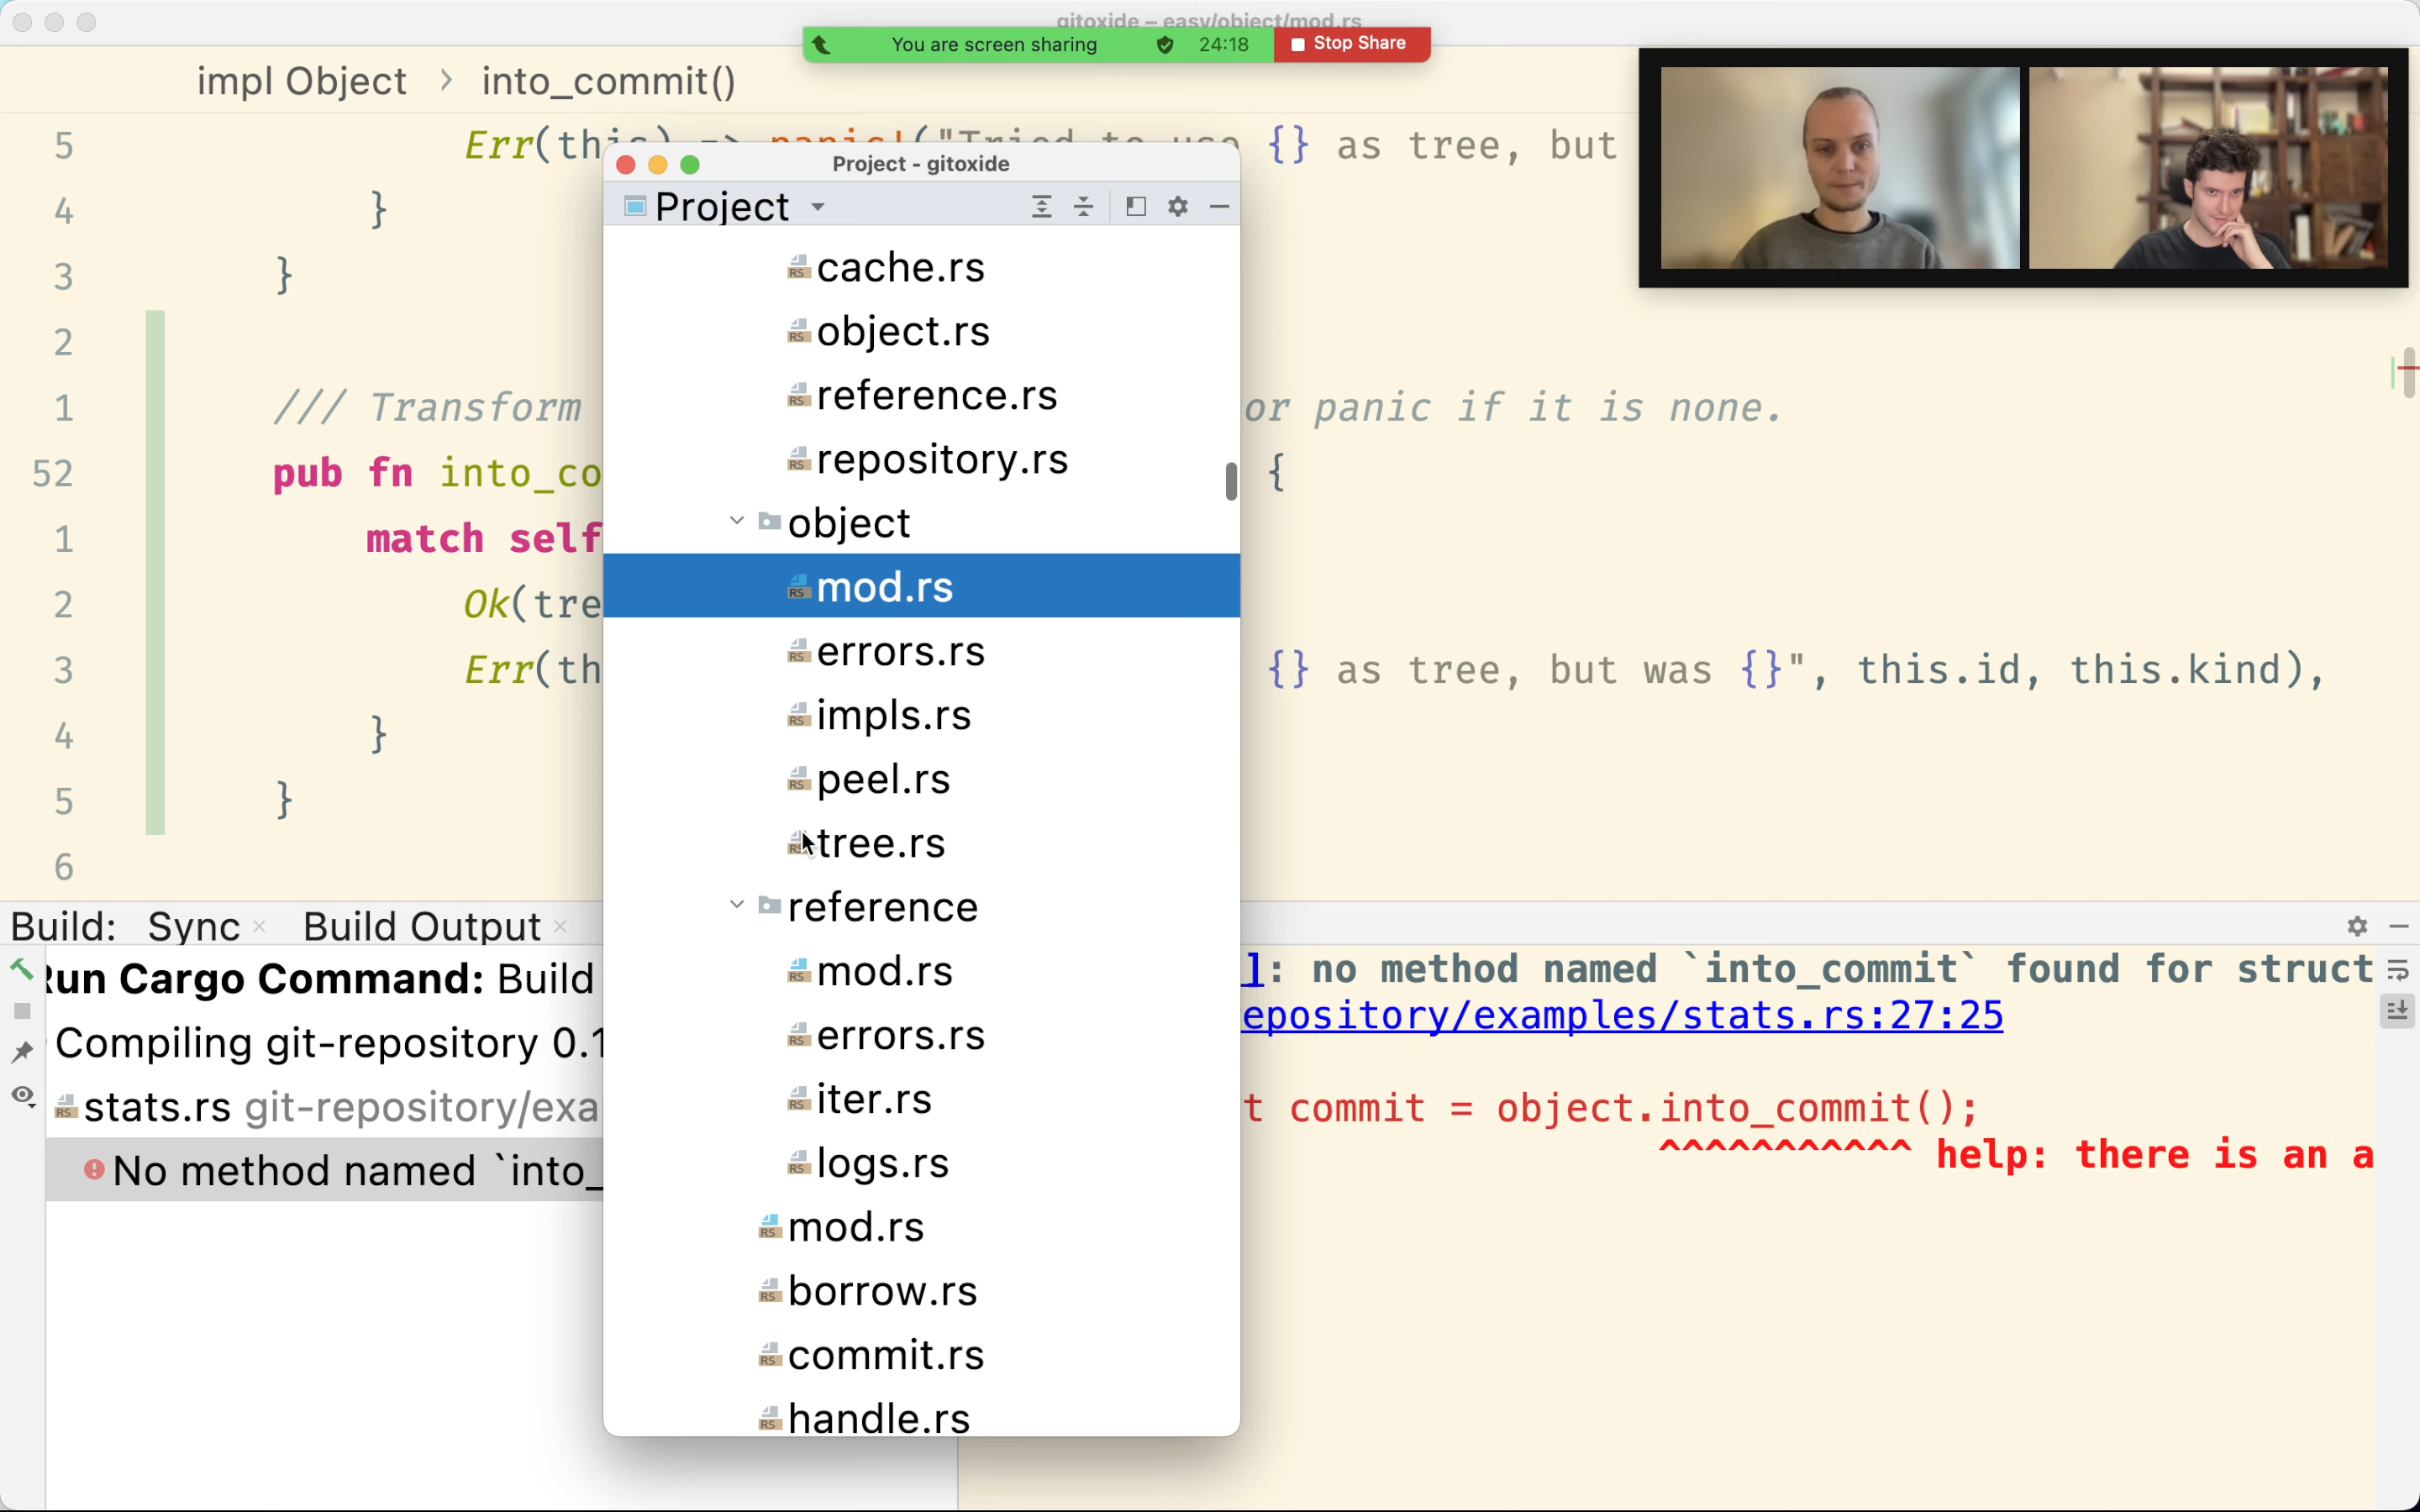 gitoxide – easy/object/mod.rs
You are screen sharing 24:18 Stop Share
impl Object > into_commit()
5 Err(this) => panic!("Tried to use {} as tree, but
4 }
3 }
2
1 /// Transform or panic if it is none.
52 pub fn into_co {
1 match self
2 Ok(tre
3 Err(th {} as tree, but was {}", this.id, this.kind),
4 }
5 }
6
Project - gitoxide
Project
cache.rs
object.rs
reference.rs
repository.rs
object
mod.rs
errors.rs
impls.rs
peel.rs
tree.rs
reference
mod.rs
errors.rs
iter.rs
logs.rs
mod.rs
borrow.rs
commit.rs
handle.rs
Build: Sync × Build Output ×
Run Cargo Command: Build
Compiling git-repository 0.1
stats.rs git-repository/exa
No method named `into_
]: no method named `into_commit` found for struct
epository/examples/stats.rs:27:25
t commit = object.into_commit();
^^^^^^^^^^^ help: there is an a